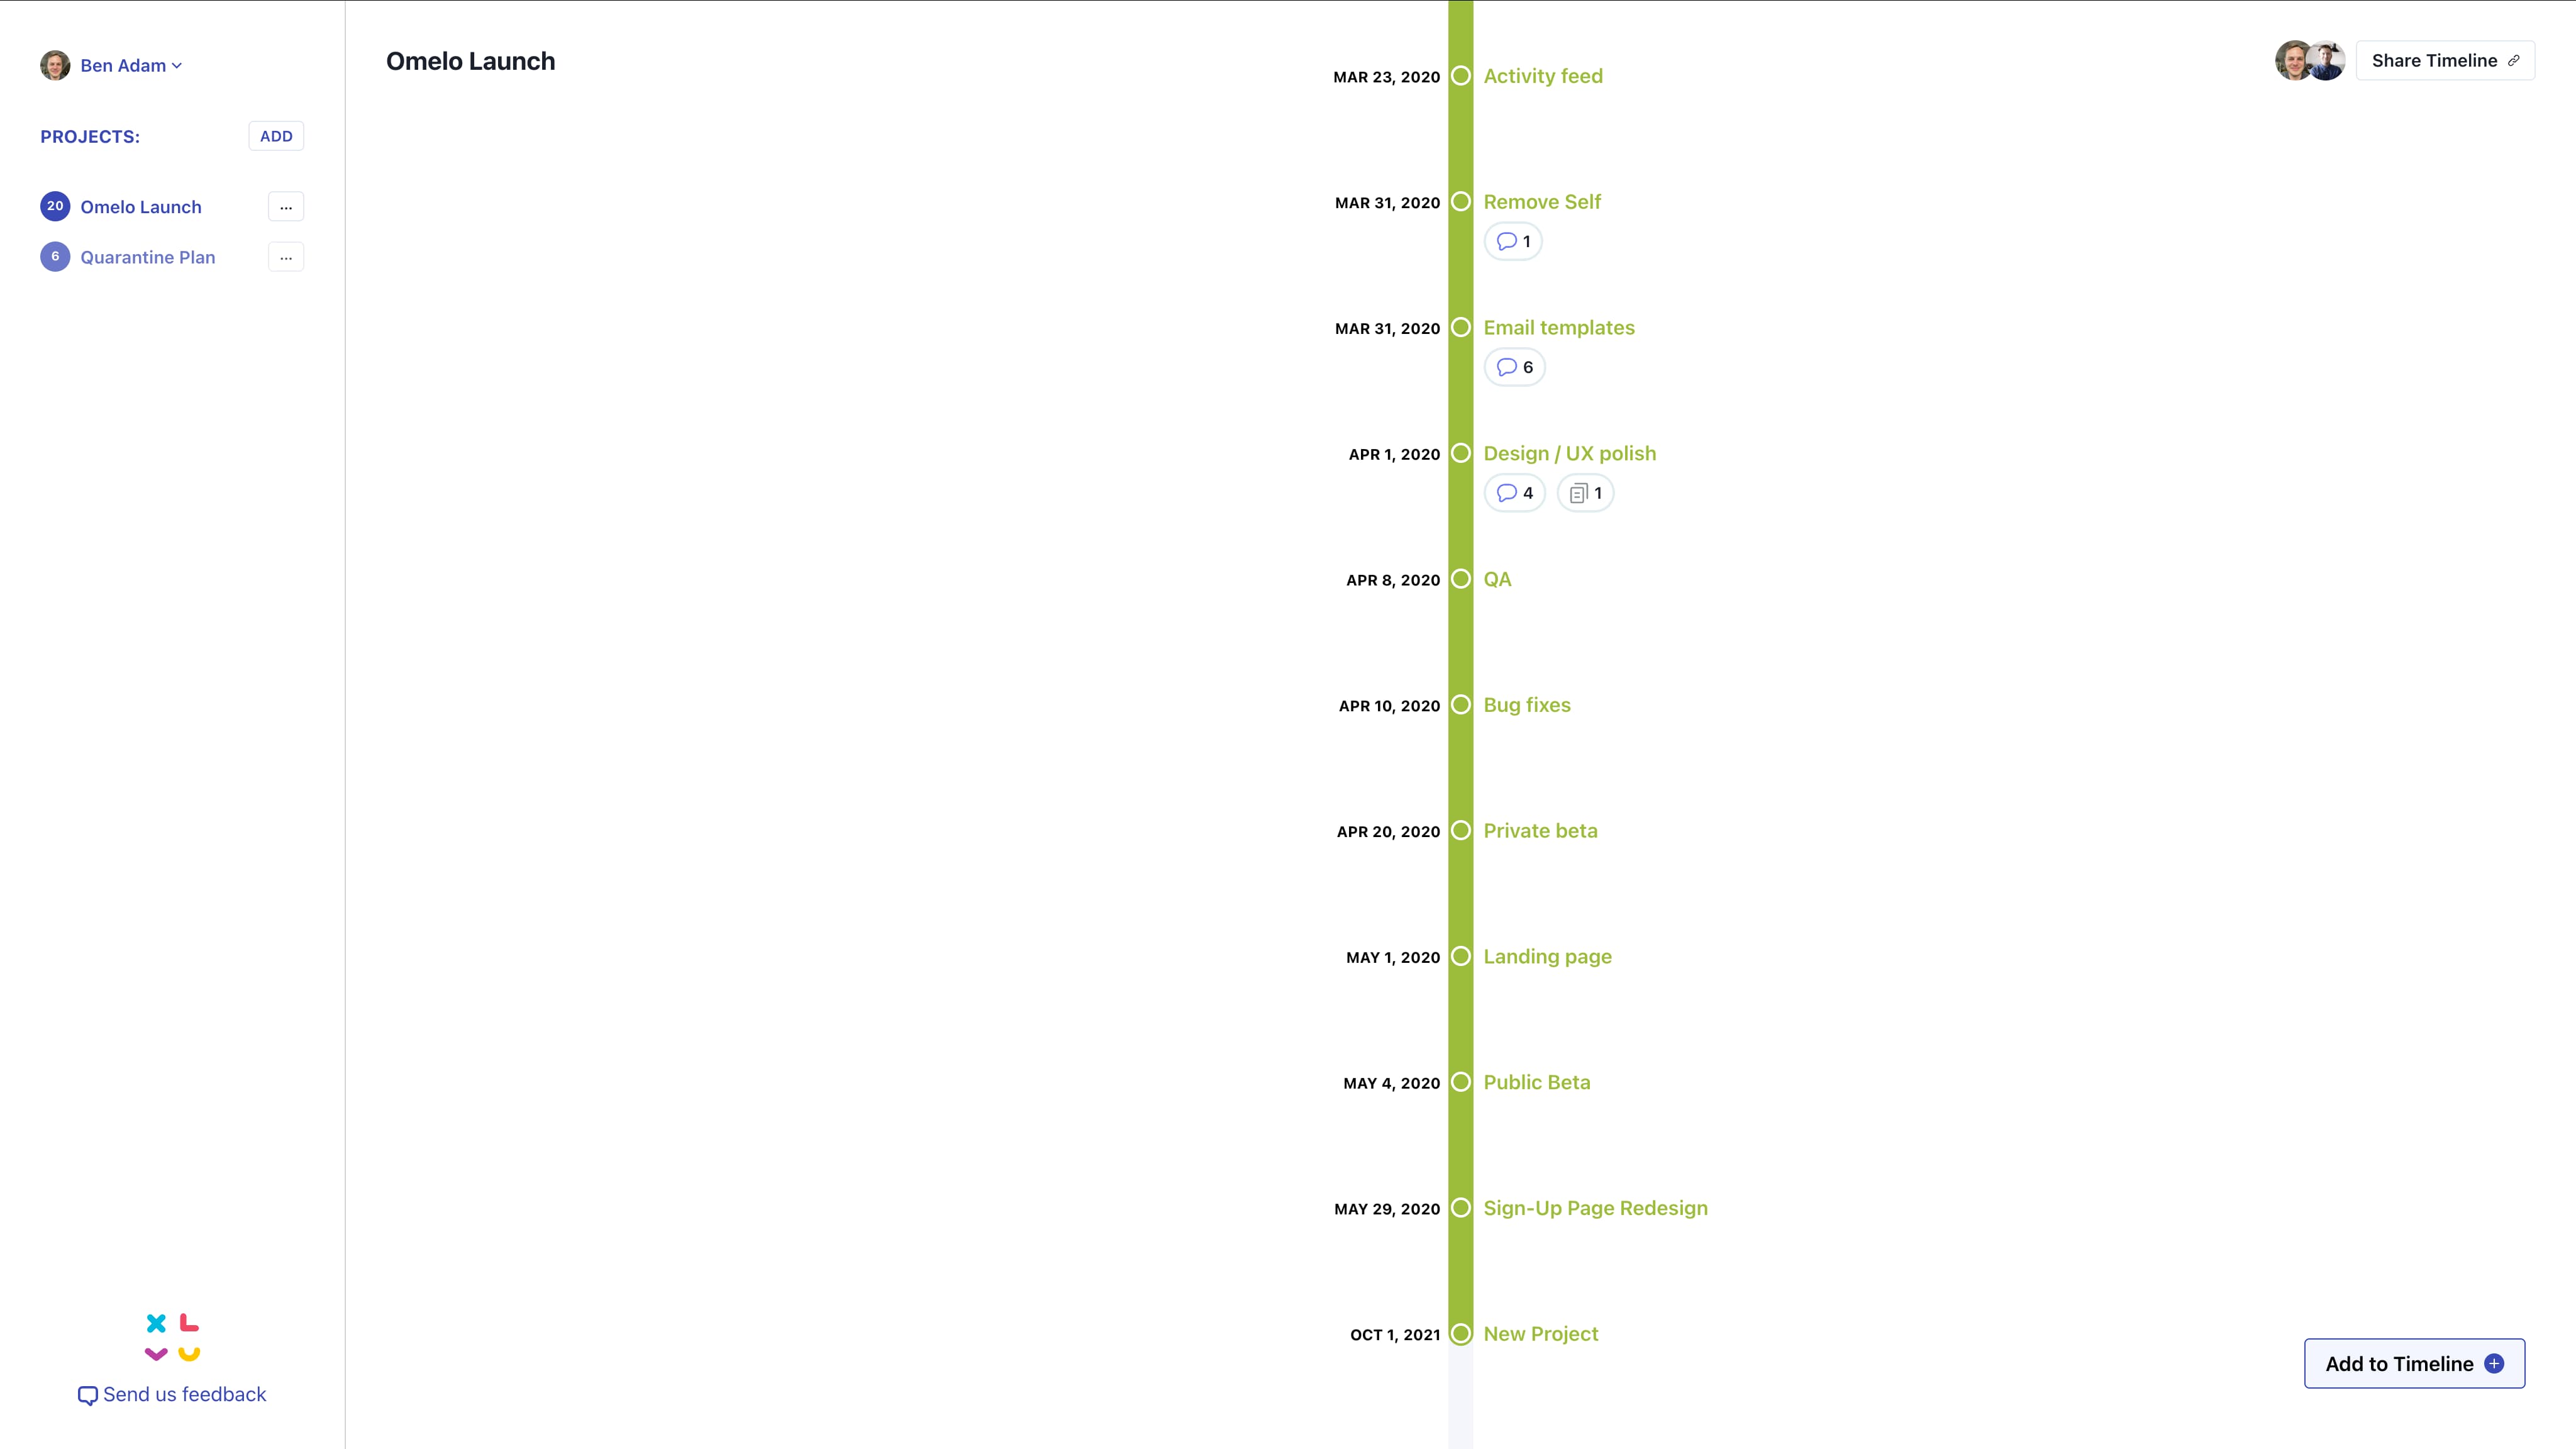 Ben Adam
PROJECTS:
ADD
20 Omelo Launch ...
6 Quarantine Plan ...
Send us feedback
Omelo Launch
Share Timeline
MAR 23, 2020 Activity feed
MAR 31, 2020 Remove Self
1
MAR 31, 2020 Email templates
6
APR 1, 2020 Design / UX polish
4 1
APR 8, 2020 QA
APR 10, 2020 Bug fixes
APR 20, 2020 Private beta
MAY 1, 2020 Landing page
MAY 4, 2020 Public Beta
MAY 29, 2020 Sign-Up Page Redesign
OCT 1, 2021 New Project
Add to Timeline